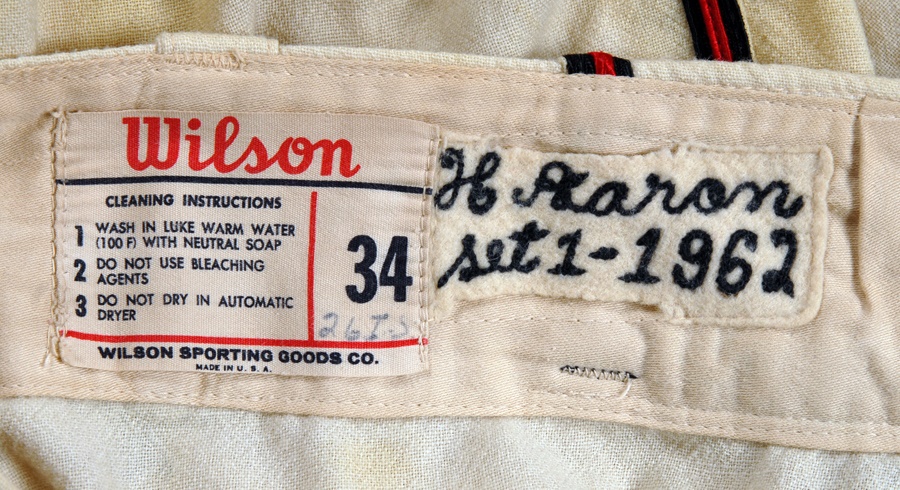 Wilson
CLEANING INSTRUCTIONS
1 WASH IN LUKE WARM WATER
(100 F) WITH NEUTRAL SOAP
2 DO NOT USE BLEACHING
AGENTS
3 DO NOT DRY IN AUTOMATIC
DRYER
34
26I-S
WILSON SPORTING GOODS CO.
MADE IN U. S. A.
H Aaron
set 1-1962